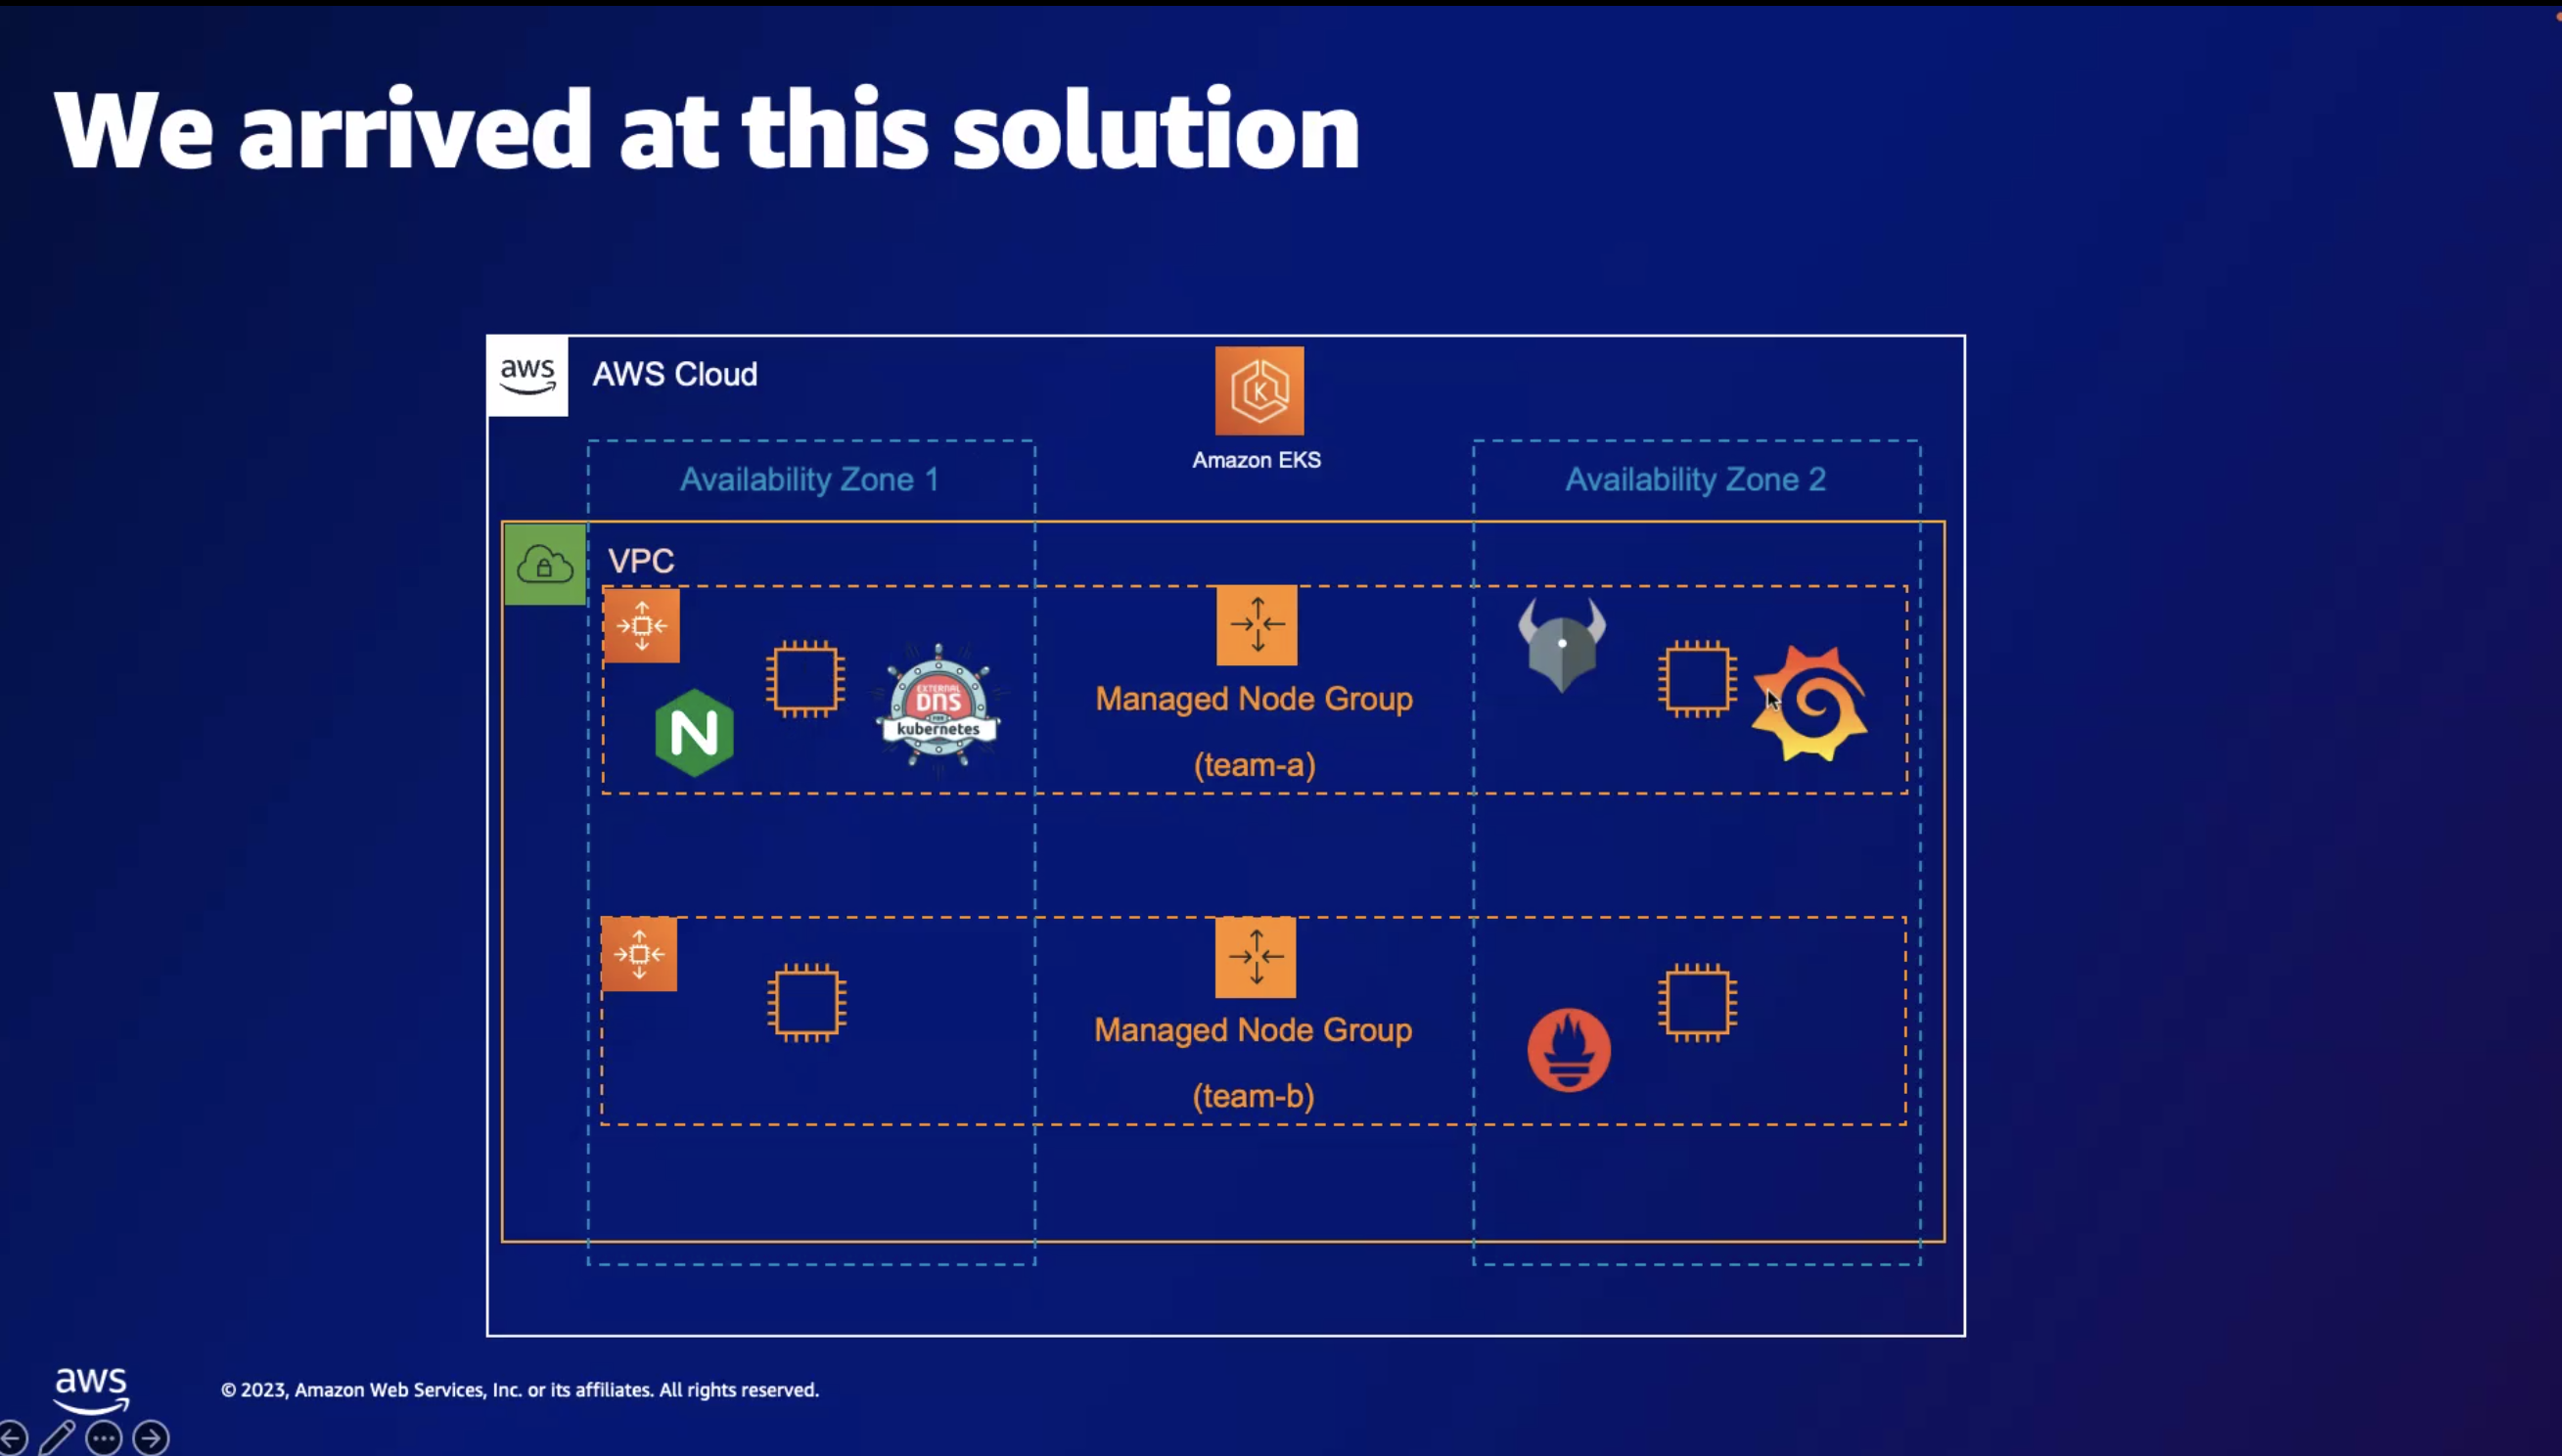 We arrived at this solution
aws
AWS Cloud
K
Amazon EKS
Availability Zone 1
Availability Zone 2
VPC
N
EXTERNAL
DNS
FOR
kubernetes
Managed Node Group
(team-a)
Managed Node Group
(team-b)
aws
© 2023, Amazon Web Services, Inc. or its affiliates. All rights reserved.